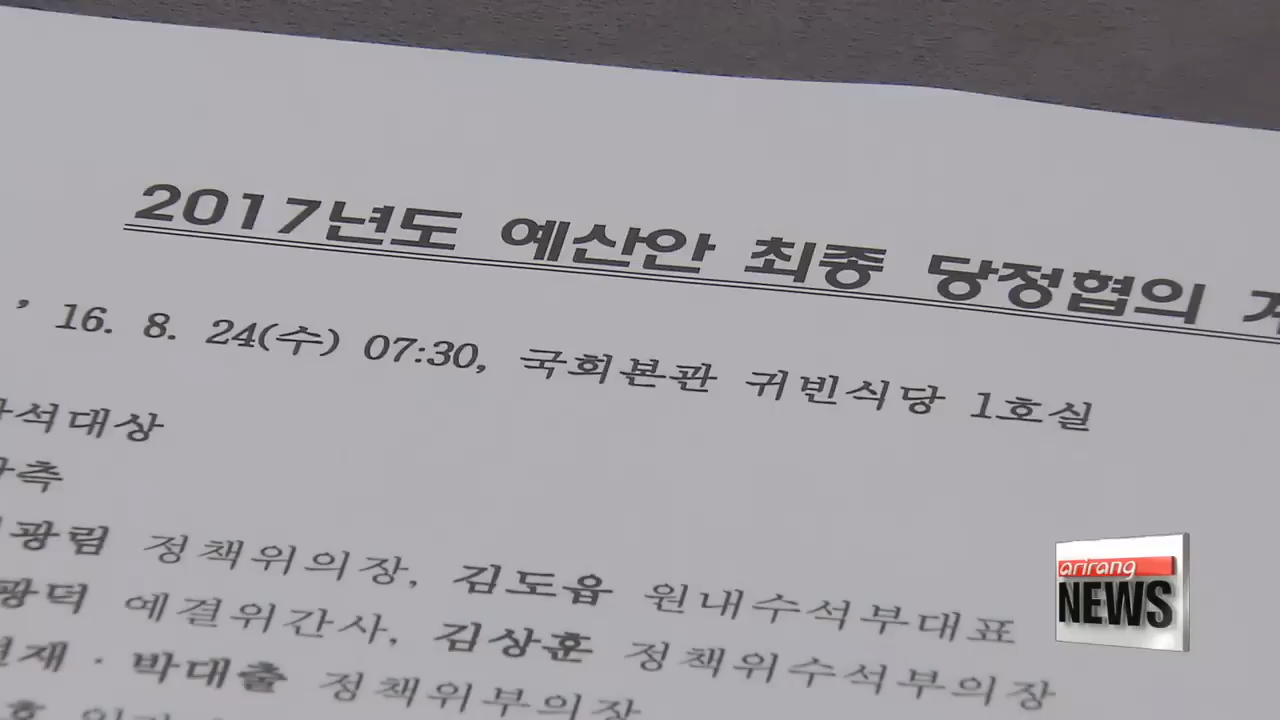 2017년도 예산안 최종 당정협의
’16. 8. 24(수) 07:30, 국회본관 귀빈식당 1호실
석대상
측
광림 정책위의장, 김도읍 원내수석부대표
광덕 예결위간사, 김상훈 정책위수석부의장
재 · 박대출 정책위부의장
arirang
NEWS